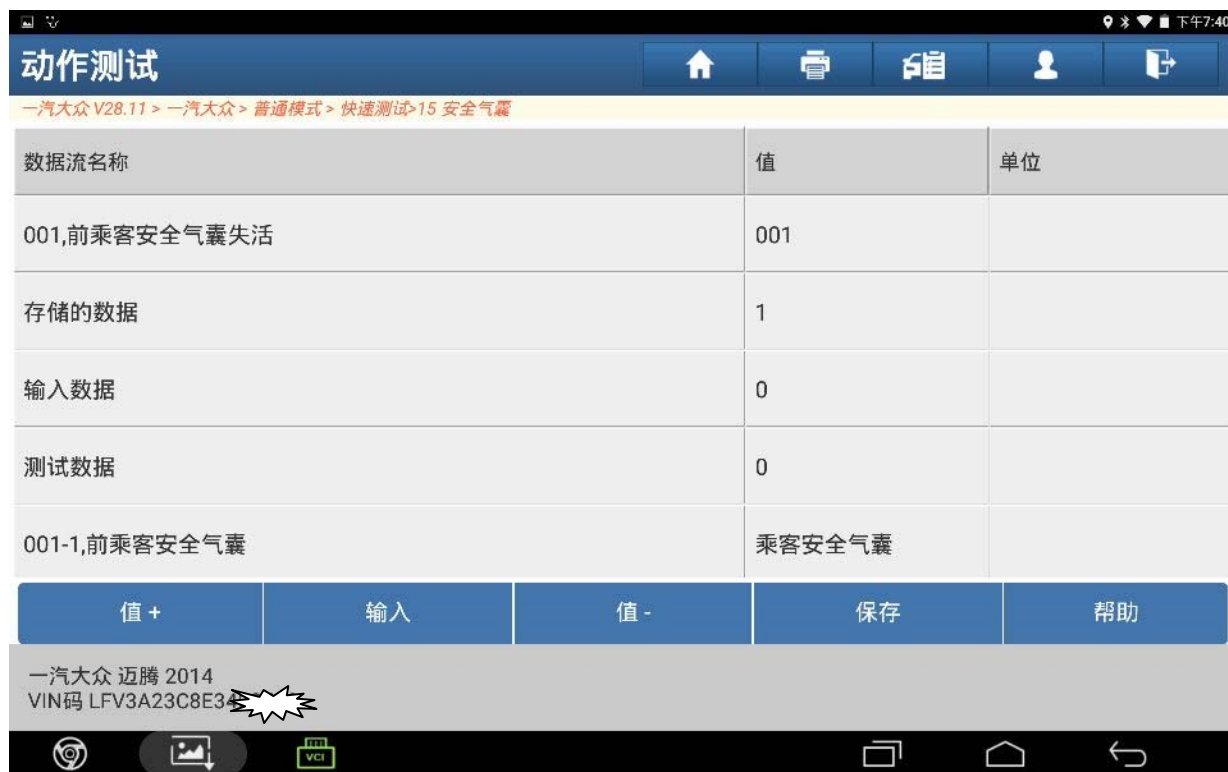 下午7:40
动作测试
一汽大众 V28.11 > 一汽大众 > 普通模式 > 快速测试>15 安全气囊
数据流名称 值 单位
001,前乘客安全气囊失活 001
存储的数据 1
输入数据 0
测试数据 0
001-1,前乘客安全气囊 乘客安全气囊
值 + 输入 值 - 保存 帮助
一汽大众 迈腾 2014
VIN码 LFV3A23C8E34
VCI